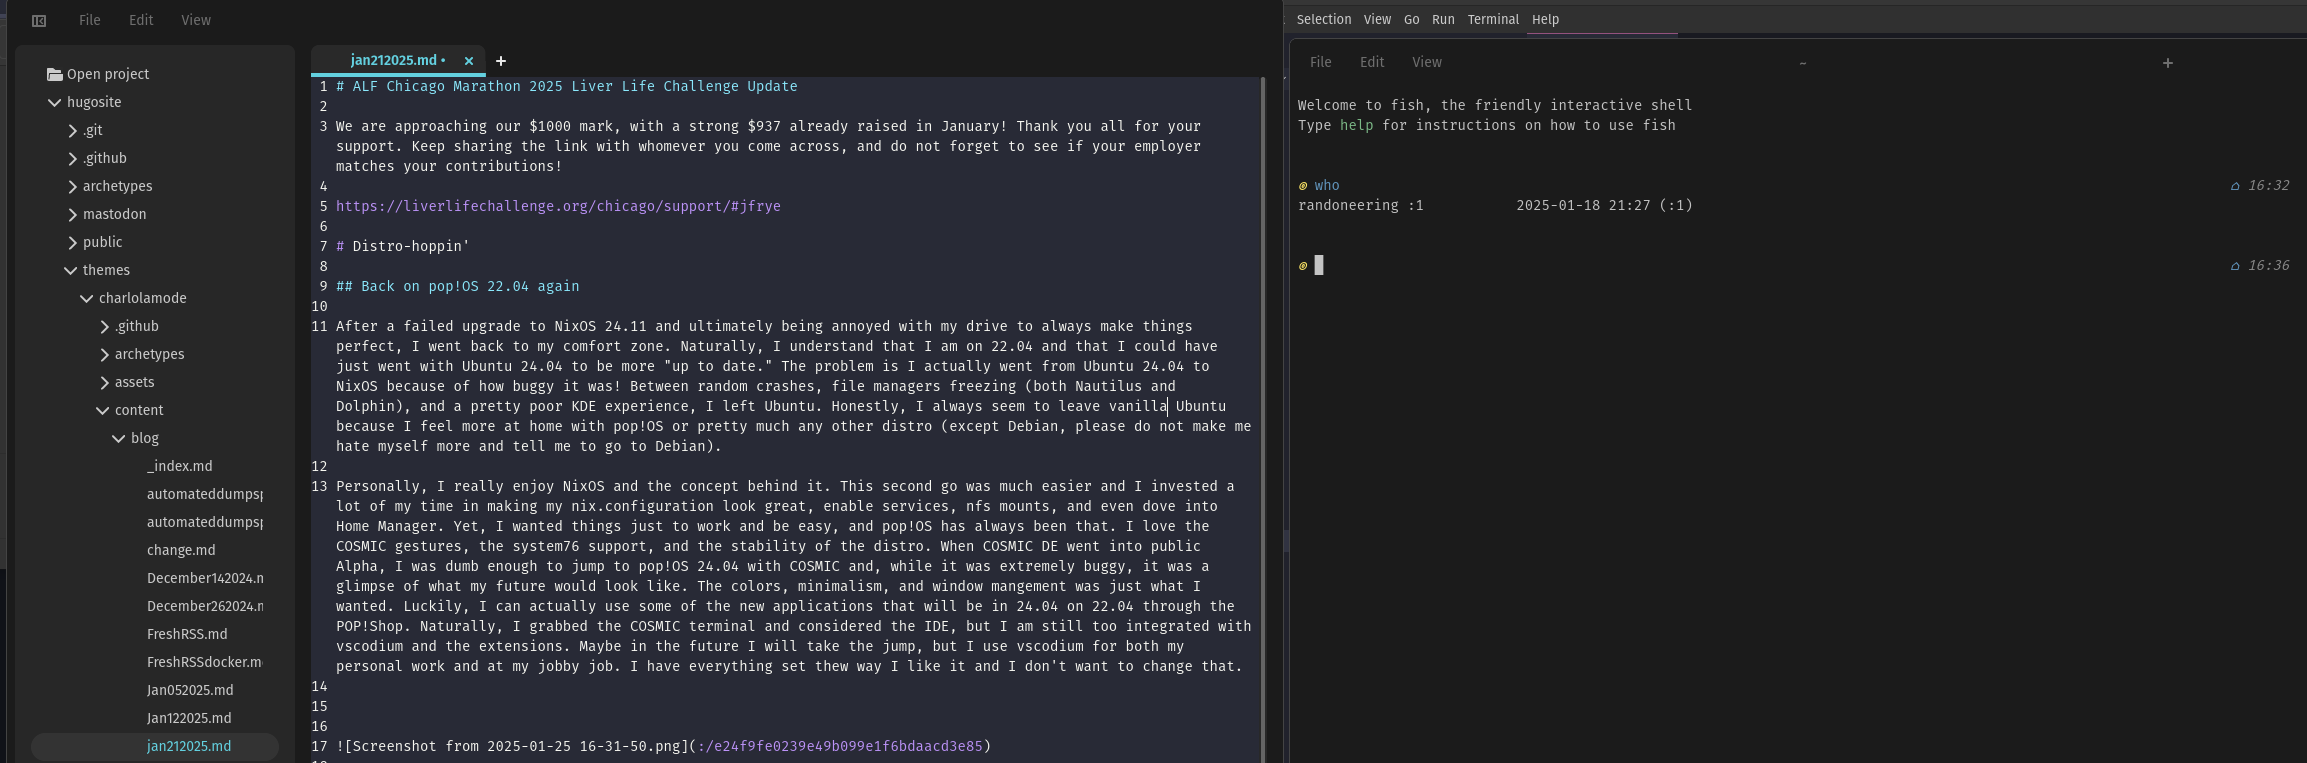 File Edit View
Open project
hugosite
.git
.github
archetypes
mastodon
public
themes
charlolamode
.github
archetypes
assets
content
blog
_index.md
automateddumpsp
automateddumpsp
change.md
December142024.m
December262024.m
FreshRSS.md
FreshRSSdocker.m
Jan052025.md
Jan122025.md
jan212025.md
jan212025.md • × +
1 # ALF Chicago Marathon 2025 Liver Life Challenge Update
2
3 We are approaching our $1000 mark, with a strong $937 already raised in January! Thank you all for your
support. Keep sharing the link with whomever you come across, and do not forget to see if your employer
matches your contributions!
4
5 https://liverlifechallenge.org/chicago/support/#jfrye
6
7 # Distro-hoppin'
8
9 ## Back on pop!OS 22.04 again
10
11 After a failed upgrade to NixOS 24.11 and ultimately being annoyed with my drive to always make things
perfect, I went back to my comfort zone. Naturally, I understand that I am on 22.04 and that I could have
just went with Ubuntu 24.04 to be more "up to date." The problem is I actually went from Ubuntu 24.04 to
NixOS because of how buggy it was! Between random crashes, file managers freezing (both Nautilus and
Dolphin), and a pretty poor KDE experience, I left Ubuntu. Honestly, I always seem to leave vanilla Ubuntu
because I feel more at home with pop!OS or pretty much any other distro (except Debian, please do not make me
hate myself more and tell me to go to Debian).
12
13 Personally, I really enjoy NixOS and the concept behind it. This second go was much easier and I invested a
lot of my time in making my nix.configuration look great, enable services, nfs mounts, and even dove into
Home Manager. Yet, I wanted things just to work and be easy, and pop!OS has always been that. I love the
COSMIC gestures, the system76 support, and the stability of the distro. When COSMIC DE went into public
Alpha, I was dumb enough to jump to pop!OS 24.04 with COSMIC and, while it was extremely buggy, it was a
glimpse of what my future would look like. The colors, minimalism, and window mangement was just what I
wanted. Luckily, I can actually use some of the new applications that will be in 24.04 on 22.04 through the
POP!Shop. Naturally, I grabbed the COSMIC terminal and considered the IDE, but I am still too integrated with
vscodium and the extensions. Maybe in the future I will take the jump, but I use vscodium for both my
personal work and at my jobby job. I have everything set thew way I like it and I don't want to change that.
14
15
16
17 ![Screenshot from 2025-01-25 16-31-50.png](:/e24f9fe0239e49b099e1f6bdaacd3e85)
Selection View Go Run Terminal Help
File Edit View ~ +
Welcome to fish, the friendly interactive shell
Type help for instructions on how to use fish
who 16:32
randoneering :1 2025-01-18 21:27 (:1)
16:36